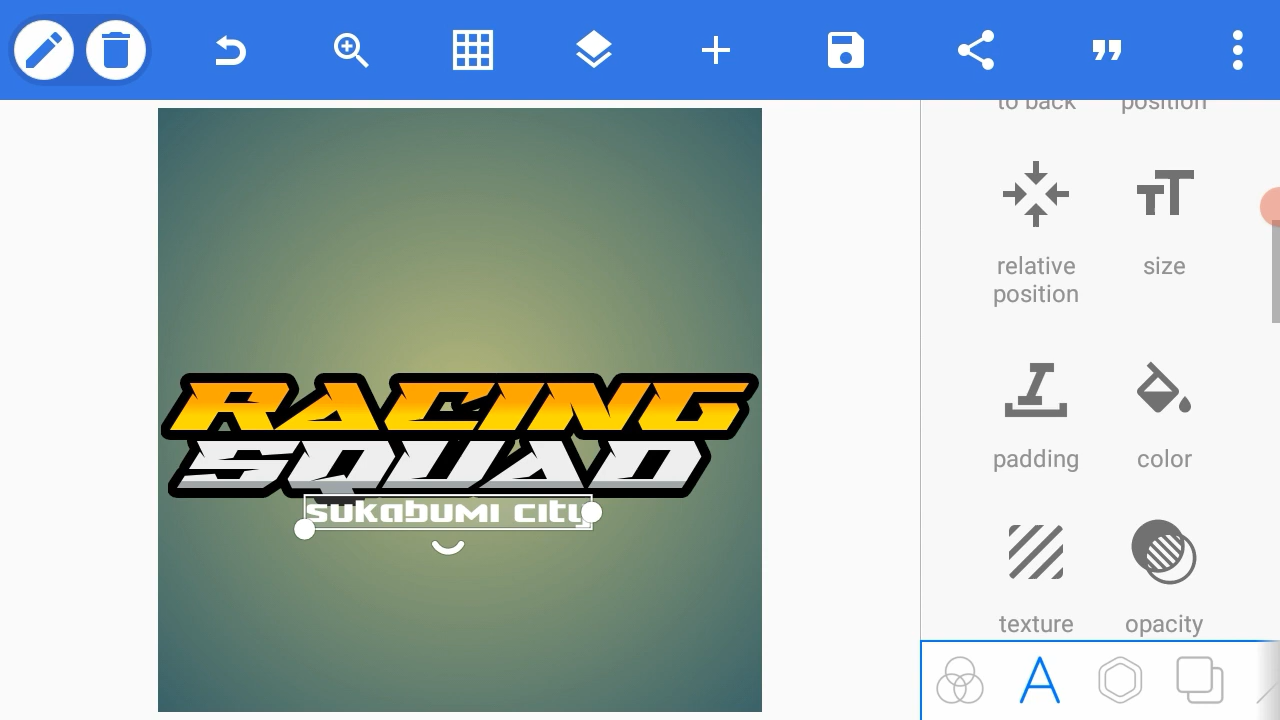 to back position
relative position
size
RACING
SQUAD
padding
color
sukabumi city
texture
opacity